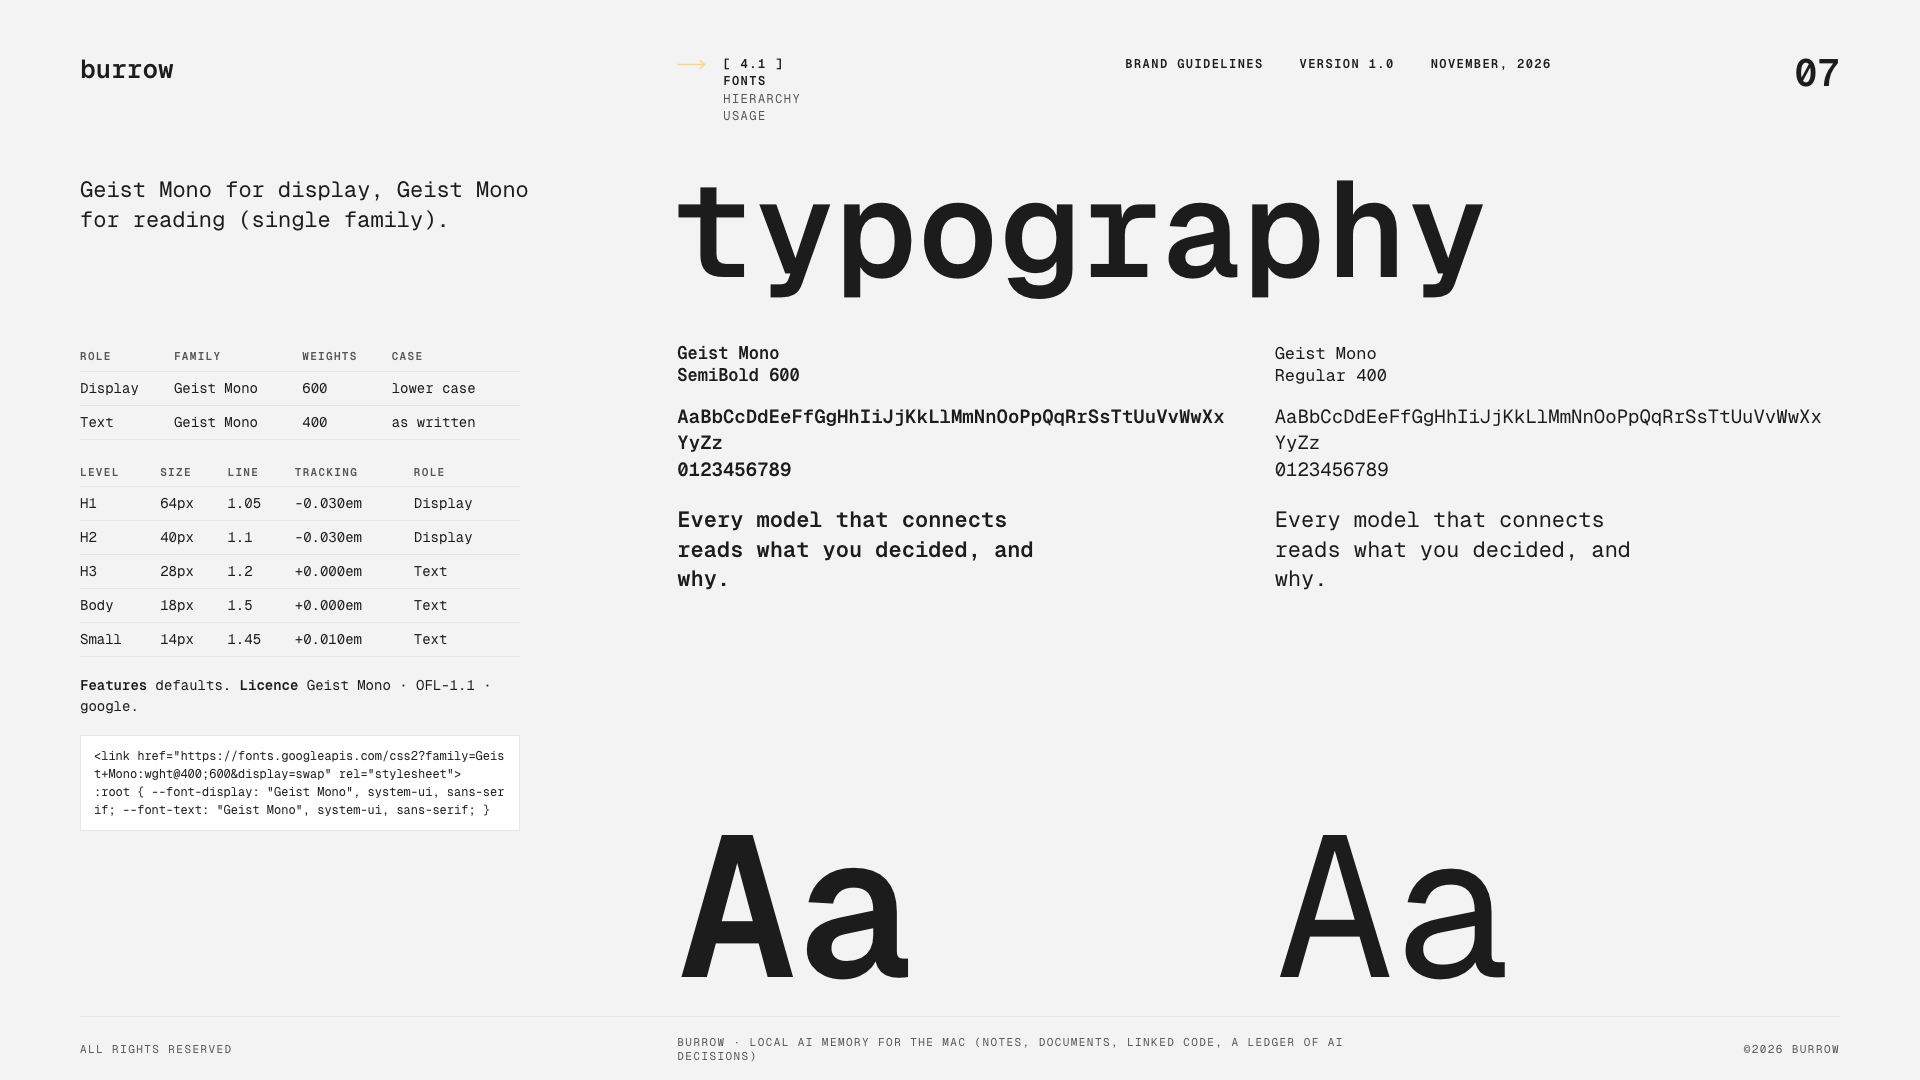 burrow
[ 4.1 ]
FONTS
HIERARCHY
USAGE
BRAND GUIDELINES VERSION 1.0 NOVEMBER, 2026
07
Geist Mono for display, Geist Mono
for reading (single family).
typography
ROLE FAMILY WEIGHTS CASE
Display Geist Mono 600 lower case
Text Geist Mono 400 as written
LEVEL SIZE LINE TRACKING ROLE
H1 64px 1.05 -0.030em Display
H2 40px 1.1 -0.030em Display
H3 28px 1.2 +0.000em Text
Body 18px 1.5 +0.000em Text
Small 14px 1.45 +0.010em Text
Features defaults. Licence Geist Mono · OFL-1.1 ·
google.
<link href="https://fonts.googleapis.com/css2?family=Geis
t+Mono:wght@400;600&display=swap" rel="stylesheet">
:root { --font-display: "Geist Mono", system-ui, sans-ser
if; --font-text: "Geist Mono", system-ui, sans-serif; }
Geist Mono
SemiBold 600
AaBbCcDdEeFfGgHhIiJjKkLlMmNnOoPpQqRrSsTtUuVvWwXx
YyZz
0123456789
Every model that connects
reads what you decided, and
why.
Aa
Geist Mono
Regular 400
AaBbCcDdEeFfGgHhIiJjKkLlMmNnOoPpQqRrSsTtUuVvWwXx
YyZz
0123456789
Every model that connects
reads what you decided, and
why.
Aa
ALL RIGHTS RESERVED
BURROW · LOCAL AI MEMORY FOR THE MAC (NOTES, DOCUMENTS, LINKED CODE, A LEDGER OF AI
DECISIONS)
©2026 BURROW